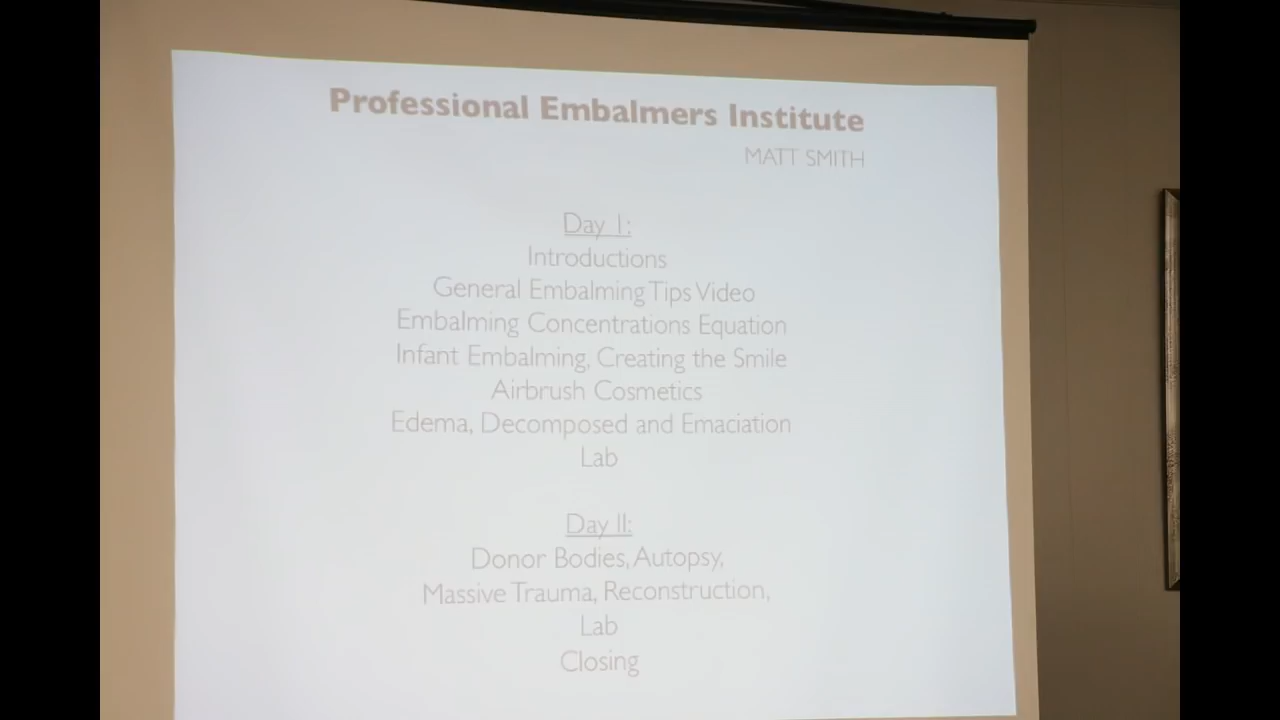 Professional Embalmers Institute
MATT SMITH
Day I:
Introductions
General Embalming Tips Video
Embalming Concentrations Equation
Infant Embalming, Creating the Smile
Airbrush Cosmetics
Edema, Decomposed and Emaciation
Lab
Day II:
Donor Bodies, Autopsy,
Massive Trauma, Reconstruction,
Lab
Closing